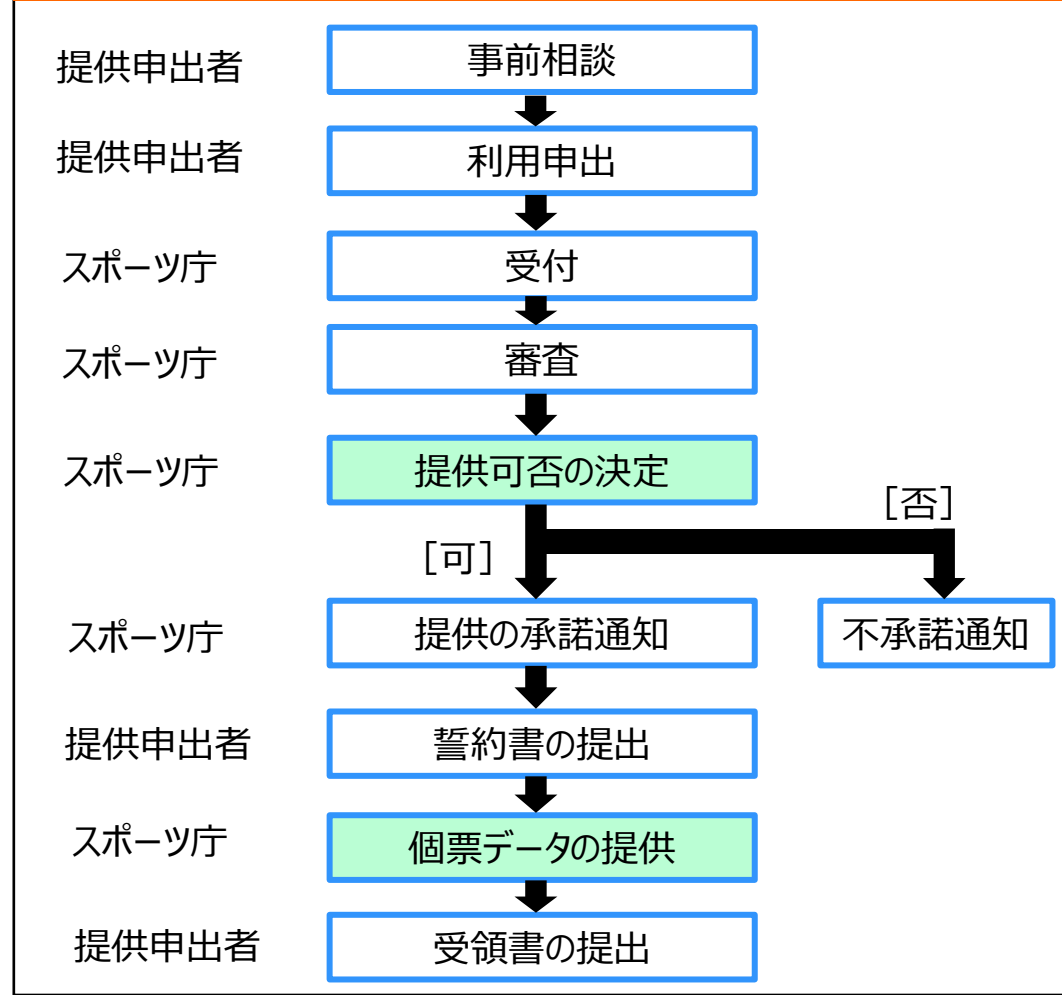 提供申出者
事前相談
提供申出者
利用申出
スポーツ庁
受付
スポーツ庁
審査
スポーツ庁
提供可否の決定
［否］
［可］
スポーツ庁
提供の承諾通知
不承諾通知
提供申出者
誓約書の提出
スポーツ庁
個票データの提供
提供申出者
受領書の提出